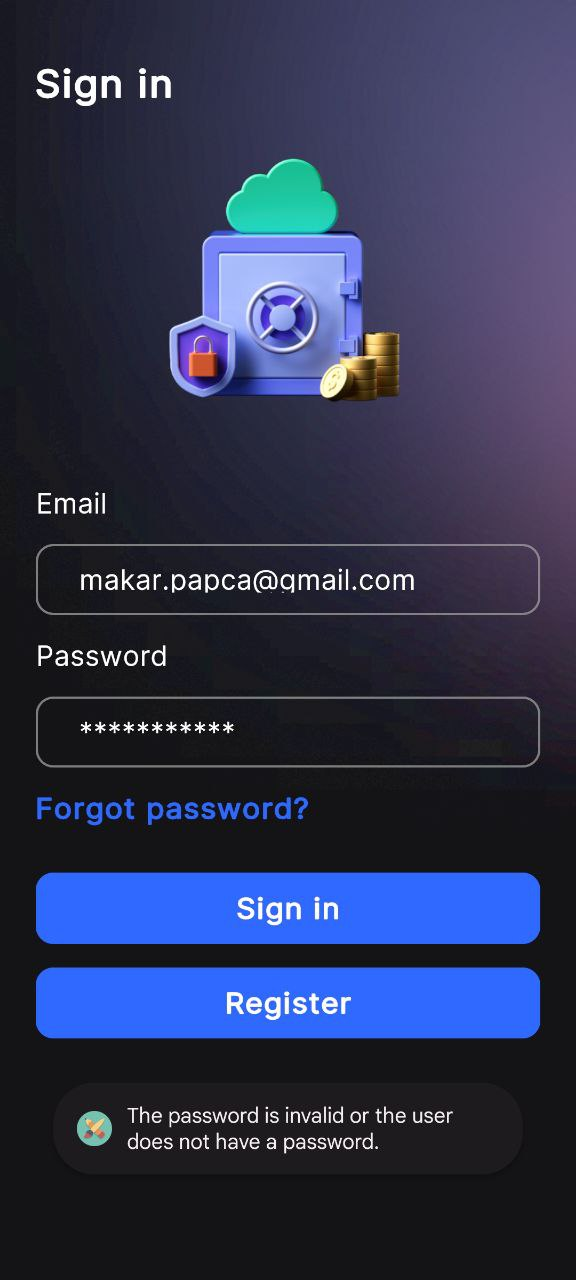 Sign in
Email
makar.papca@gmail.com
Password
***********
Forgot password?
Sign in
Register
The password is invalid or the user
does not have a password.